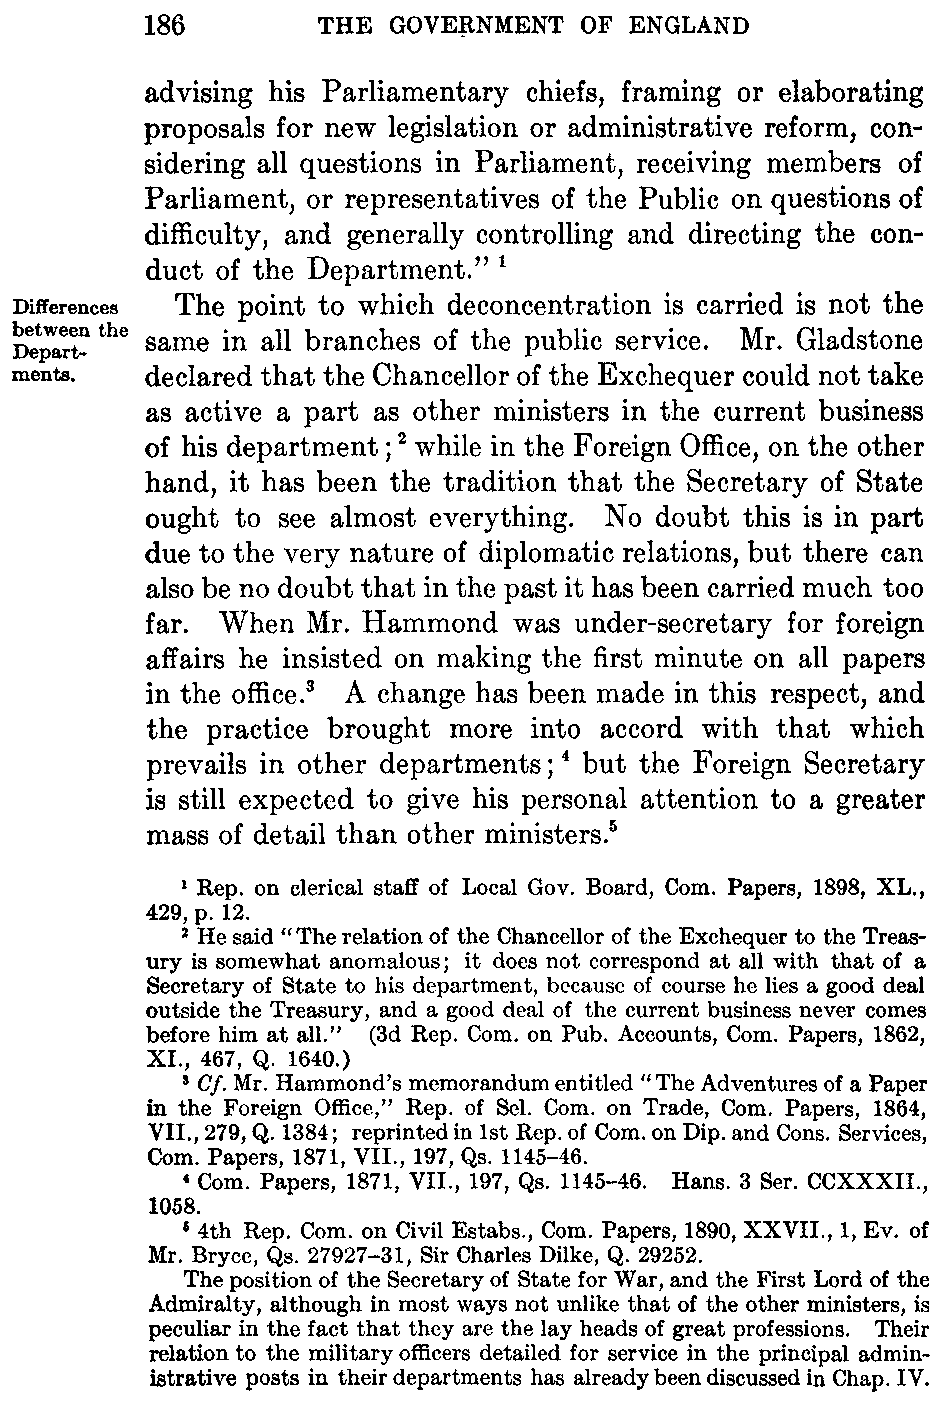 186 THE GOVERNMENT OF ENGLAND
advising his Parliamentary chiefs, framing or elaborating
proposals for new legislation or administrative reform, con-
sidering all questions in Parliament, receiving members of
Parliament, or representatives of the Public on questions of
difficulty, and generally controlling and directing the con-
duct of the Department." ¹
Differences
between the
Depart-
ments.
The point to which deconcentration is carried is not the
same in all branches of the public service. Mr. Gladstone
declared that the Chancellor of the Exchequer could not take
as active a part as other ministers in the current business
of his department; ² while in the Foreign Office, on the other
hand, it has been the tradition that the Secretary of State
ought to see almost everything. No doubt this is in part
due to the very nature of diplomatic relations, but there can
also be no doubt that in the past it has been carried much too
far. When Mr. Hammond was under-secretary for foreign
affairs he insisted on making the first minute on all papers
in the office.³ A change has been made in this respect, and
the practice brought more into accord with that which
prevails in other departments; ⁴ but the Foreign Secretary
is still expected to give his personal attention to a greater
mass of detail than other ministers.⁵
¹ Rep. on clerical staff of Local Gov. Board, Com. Papers, 1898, XL.,
429, p. 12.
² He said "The relation of the Chancellor of the Exchequer to the Treas-
ury is somewhat anomalous; it does not correspond at all with that of a
Secretary of State to his department, because of course he lies a good deal
outside the Treasury, and a good deal of the current business never comes
before him at all." (3d Rep. Com. on Pub. Accounts, Com. Papers, 1862,
XI., 467, Q. 1640.)
³ Cf. Mr. Hammond's memorandum entitled "The Adventures of a Paper
in the Foreign Office," Rep. of Sel. Com. on Trade, Com. Papers, 1864,
VII., 279, Q. 1384; reprinted in 1st Rep. of Com. on Dip. and Cons. Services,
Com. Papers, 1871, VII., 197, Qs. 1145–46.
⁴ Com. Papers, 1871, VII., 197, Qs. 1145–46. Hans. 3 Ser. CCXXXII.,
1058.
⁵ 4th Rep. Com. on Civil Estabs., Com. Papers, 1890, XXVII., 1, Ev. of
Mr. Bryce, Qs. 27927–31, Sir Charles Dilke, Q. 29252.
The position of the Secretary of State for War, and the First Lord of the
Admiralty, although in most ways not unlike that of the other ministers, is
peculiar in the fact that they are the lay heads of great professions. Their
relation to the military officers detailed for service in the principal admin-
istrative posts in their departments has already been discussed in Chap. IV.